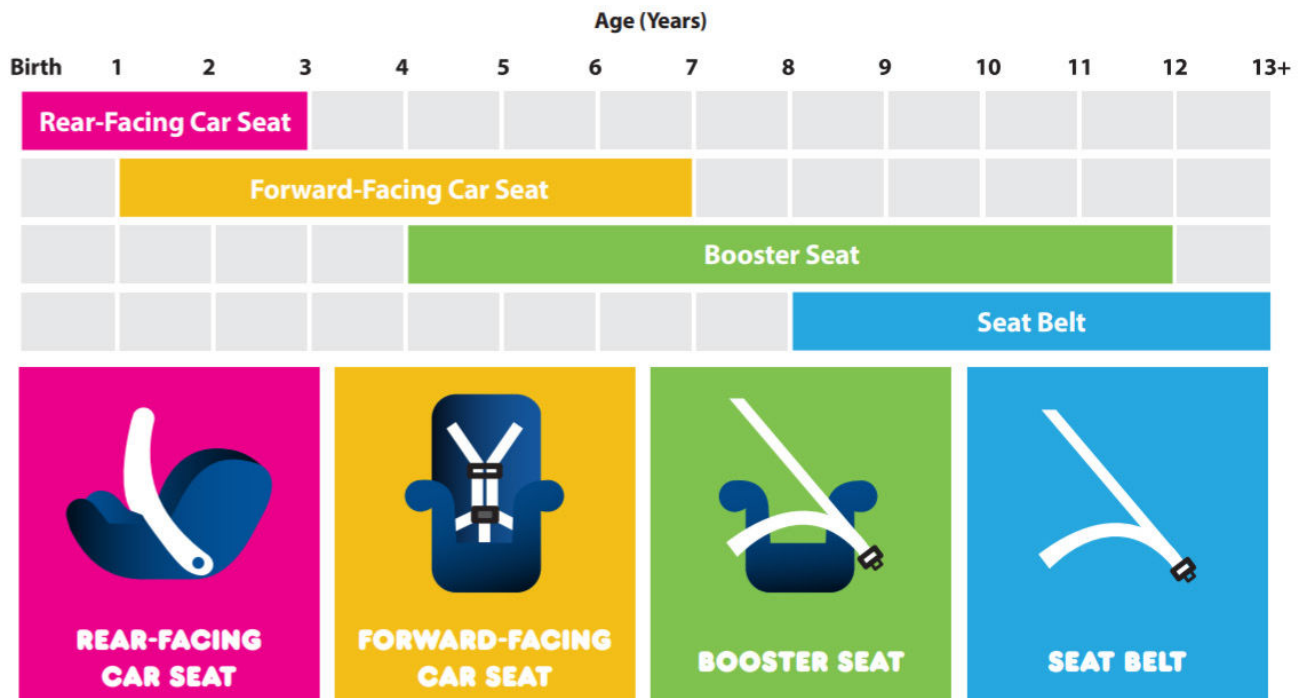 Age (Years)
Birth 1 2 3 4 5 6 7 8 9 10 11 12 13+
Rear-Facing Car Seat
Forward-Facing Car Seat
Booster Seat
Seat Belt
REAR-FACING
CAR SEAT
FORWARD-FACING
CAR SEAT
BOOSTER SEAT
SEAT BELT